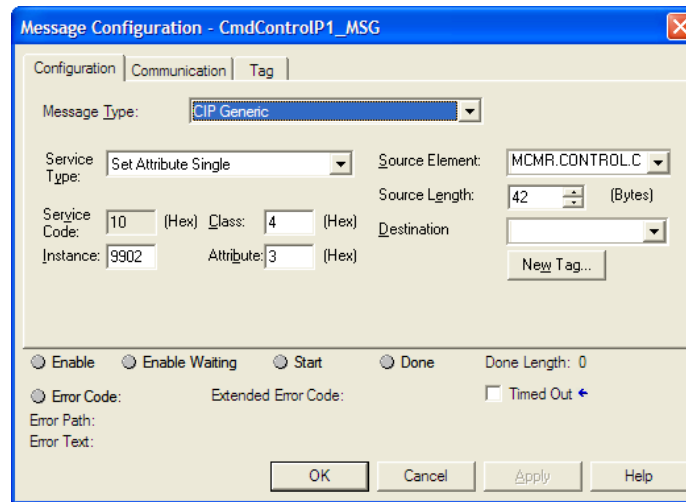 Message Configuration - CmdControlP1_MSG
Configuration Communication Tag
Message Type: CIP Generic
Service Type: Set Attribute Single
Source Element: MCMR.CONTROL.C
Source Length: 42 (Bytes)
Service Code: 10 (Hex) Class: 4 (Hex)
Destination
Instance: 9902 Attribute: 3 (Hex)
New Tag...
Enable Enable Waiting Start Done Done Length: 0
Error Code: Extended Error Code: Timed Out
Error Path:
Error Text:
OK Cancel Apply Help